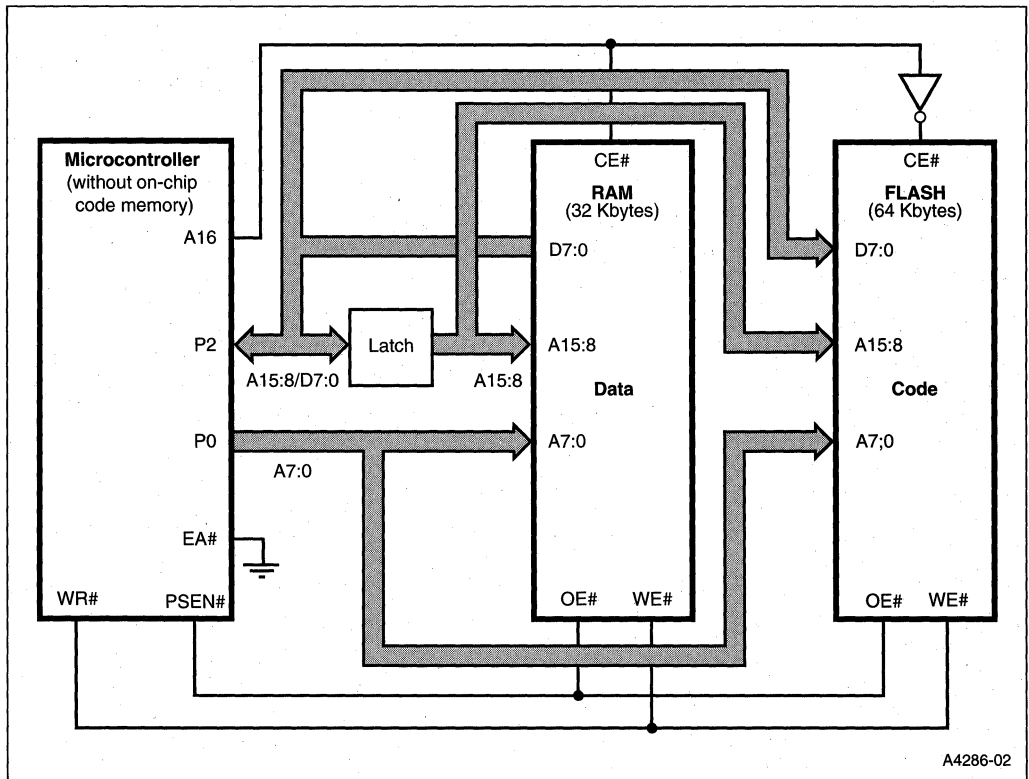 Microcontroller
(without on-chip
code memory)
A16
P2
P0
EA#
WR#
PSEN#
A15:8/D7:0
Latch
A15:8
A7:0
CE#
RAM
(32 Kbytes)
D7:0
A15:8
Data
A7:0
OE#
WE#
CE#
FLASH
(64 Kbytes)
D7:0
A15:8
Code
A7;0
OE#
WE#
A4286-02